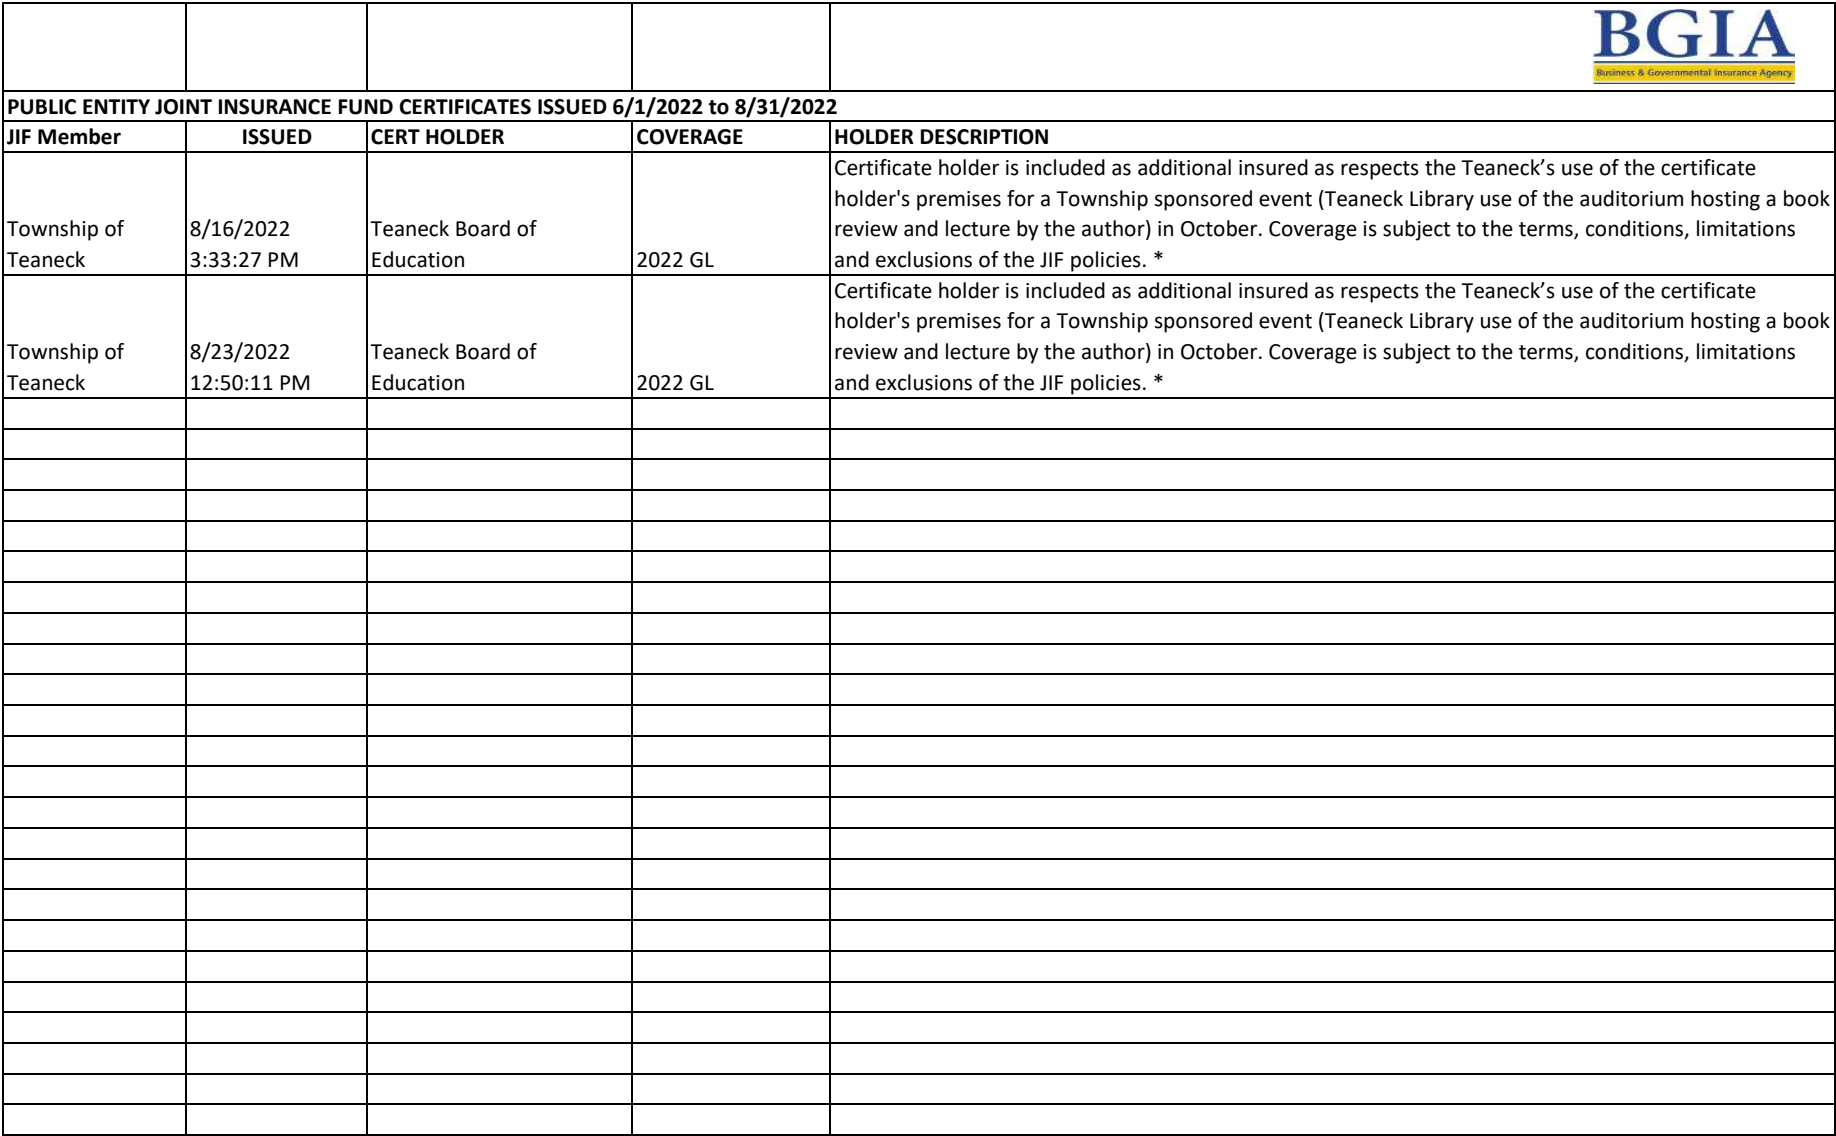 BGIA
Business & Governmental Insurance Agency
PUBLIC ENTITY JOINT INSURANCE FUND CERTIFICATES ISSUED 6/1/2022 to 8/31/2022
JIF Member ISSUED CERT HOLDER COVERAGE HOLDER DESCRIPTION
Township of
Teaneck
8/16/2022
3:33:27 PM
Teaneck Board of
Education
2022 GL
Certificate holder is included as additional insured as respects the Teaneck’s use of the certificate
holder's premises for a Township sponsored event (Teaneck Library use of the auditorium hosting a book
review and lecture by the author) in October. Coverage is subject to the terms, conditions, limitations
and exclusions of the JIF policies. *
Township of
Teaneck
8/23/2022
12:50:11 PM
Teaneck Board of
Education
2022 GL
Certificate holder is included as additional insured as respects the Teaneck’s use of the certificate
holder's premises for a Township sponsored event (Teaneck Library use of the auditorium hosting a book
review and lecture by the author) in October. Coverage is subject to the terms, conditions, limitations
and exclusions of the JIF policies. *